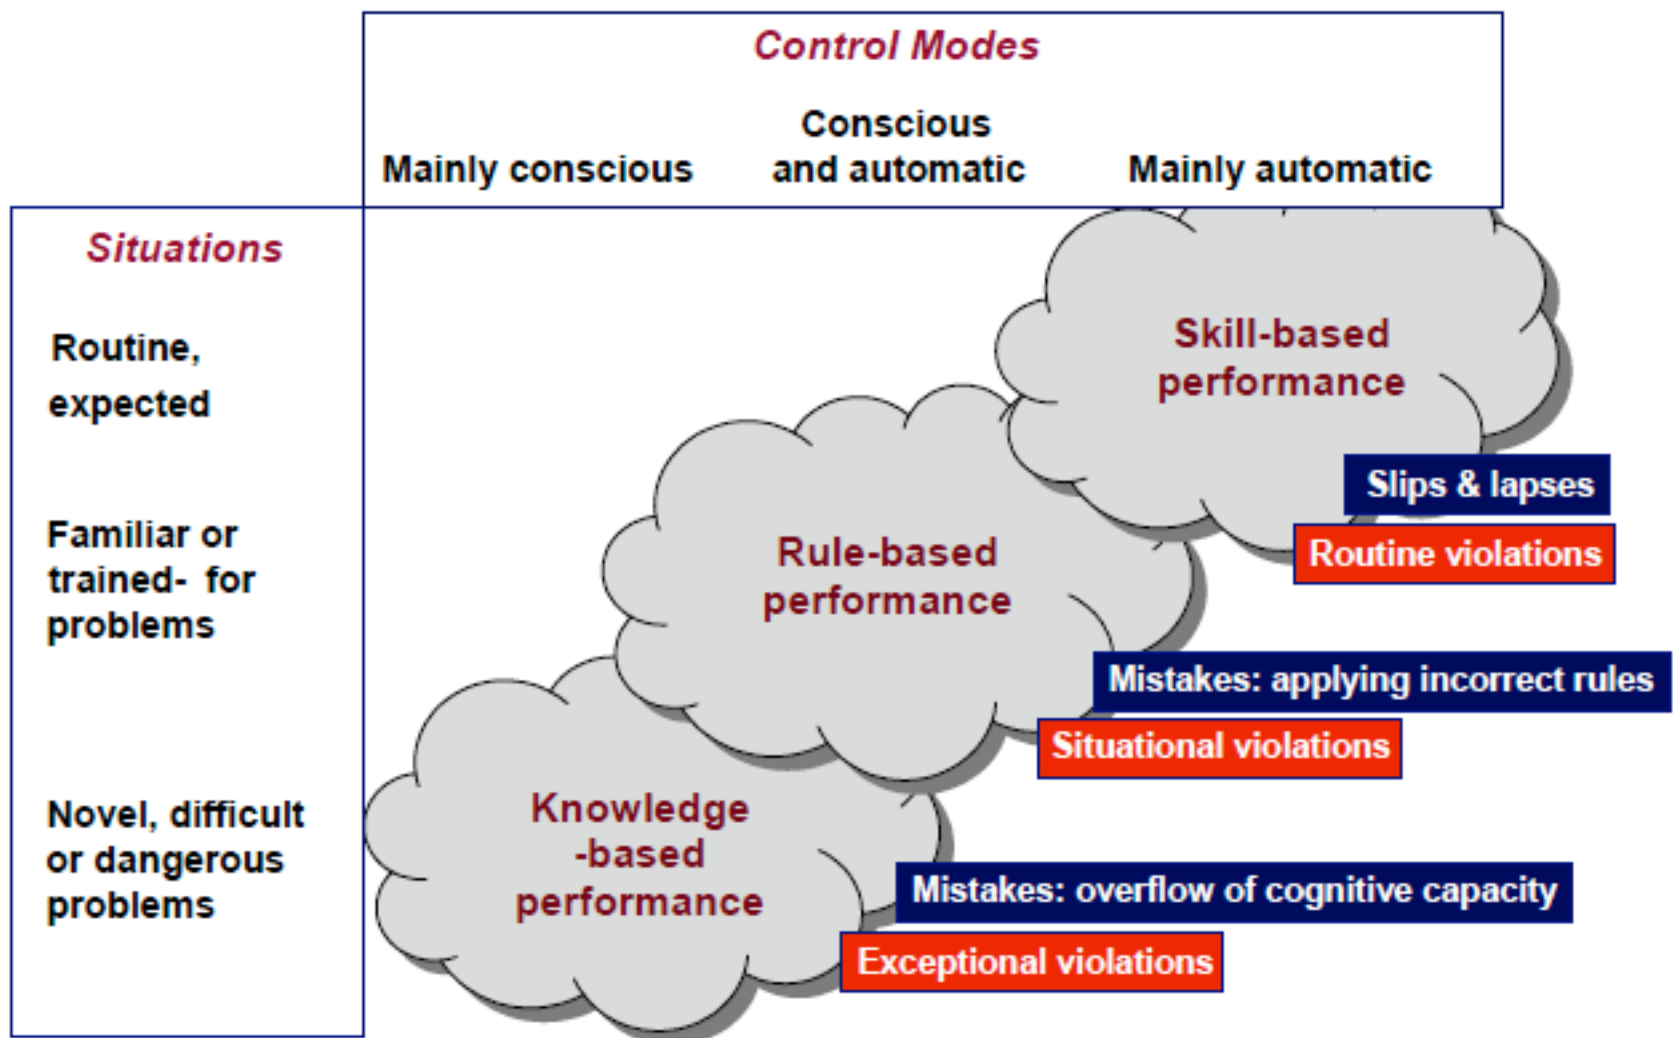 Control Modes
Mainly conscious
Conscious
and automatic
Mainly automatic
Situations
Routine,
expected
Familiar or
trained- for
problems
Novel, difficult
or dangerous
problems
Skill-based
performance
Slips & lapses
Routine violations
Rule-based
performance
Mistakes: applying incorrect rules
Situational violations
Knowledge
-based
performance
Mistakes: overflow of cognitive capacity
Exceptional violations